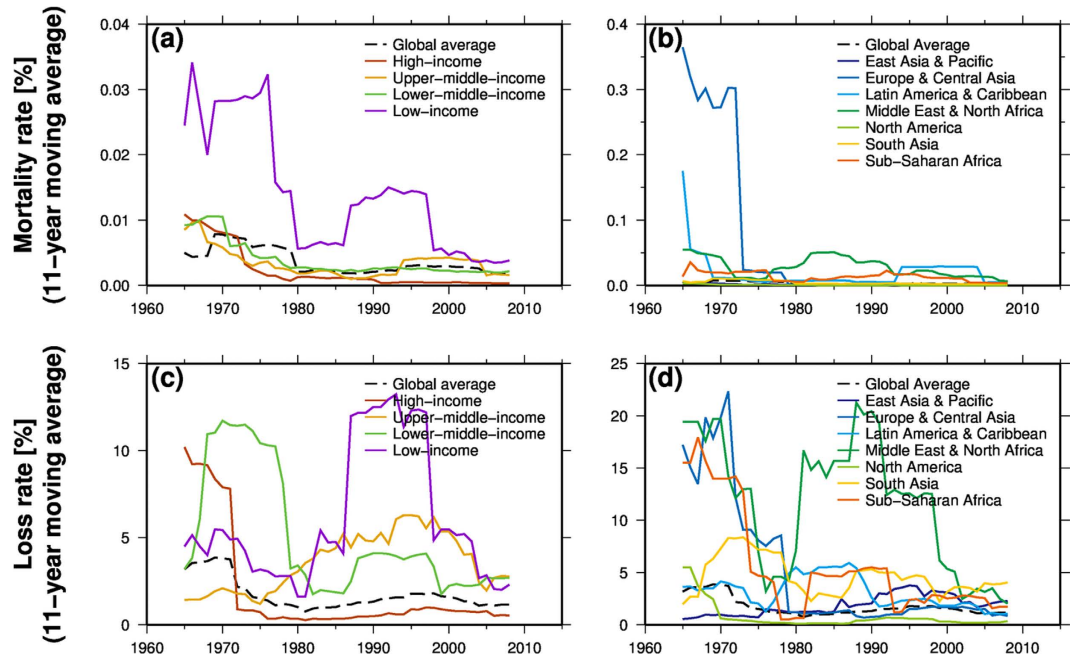 Mortality rate [%]
(11−year moving average)
(a)
0.04
0.03
0.02
0.01
0.00
1960 1970 1980 1990 2000 2010
Global average
High−income
Upper−middle−income
Lower−middle−income
Low−income
(b)
0.4
0.3
0.2
0.1
0.0
1960 1970 1980 1990 2000 2010
Global Average
East Asia & Pacific
Europe & Central Asia
Latin America & Caribbean
Middle East & North Africa
North America
South Asia
Sub−Saharan Africa
Loss rate [%]
(11−year moving average)
(c)
15
10
5
0
1960 1970 1980 1990 2000 2010
Global average
High−income
Upper−middle−income
Lower−middle−income
Low−income
(d)
25
20
15
10
5
0
1960 1970 1980 1990 2000 2010
Global Average
East Asia & Pacific
Europe & Central Asia
Latin America & Caribbean
Middle East & North Africa
North America
South Asia
Sub−Saharan Africa